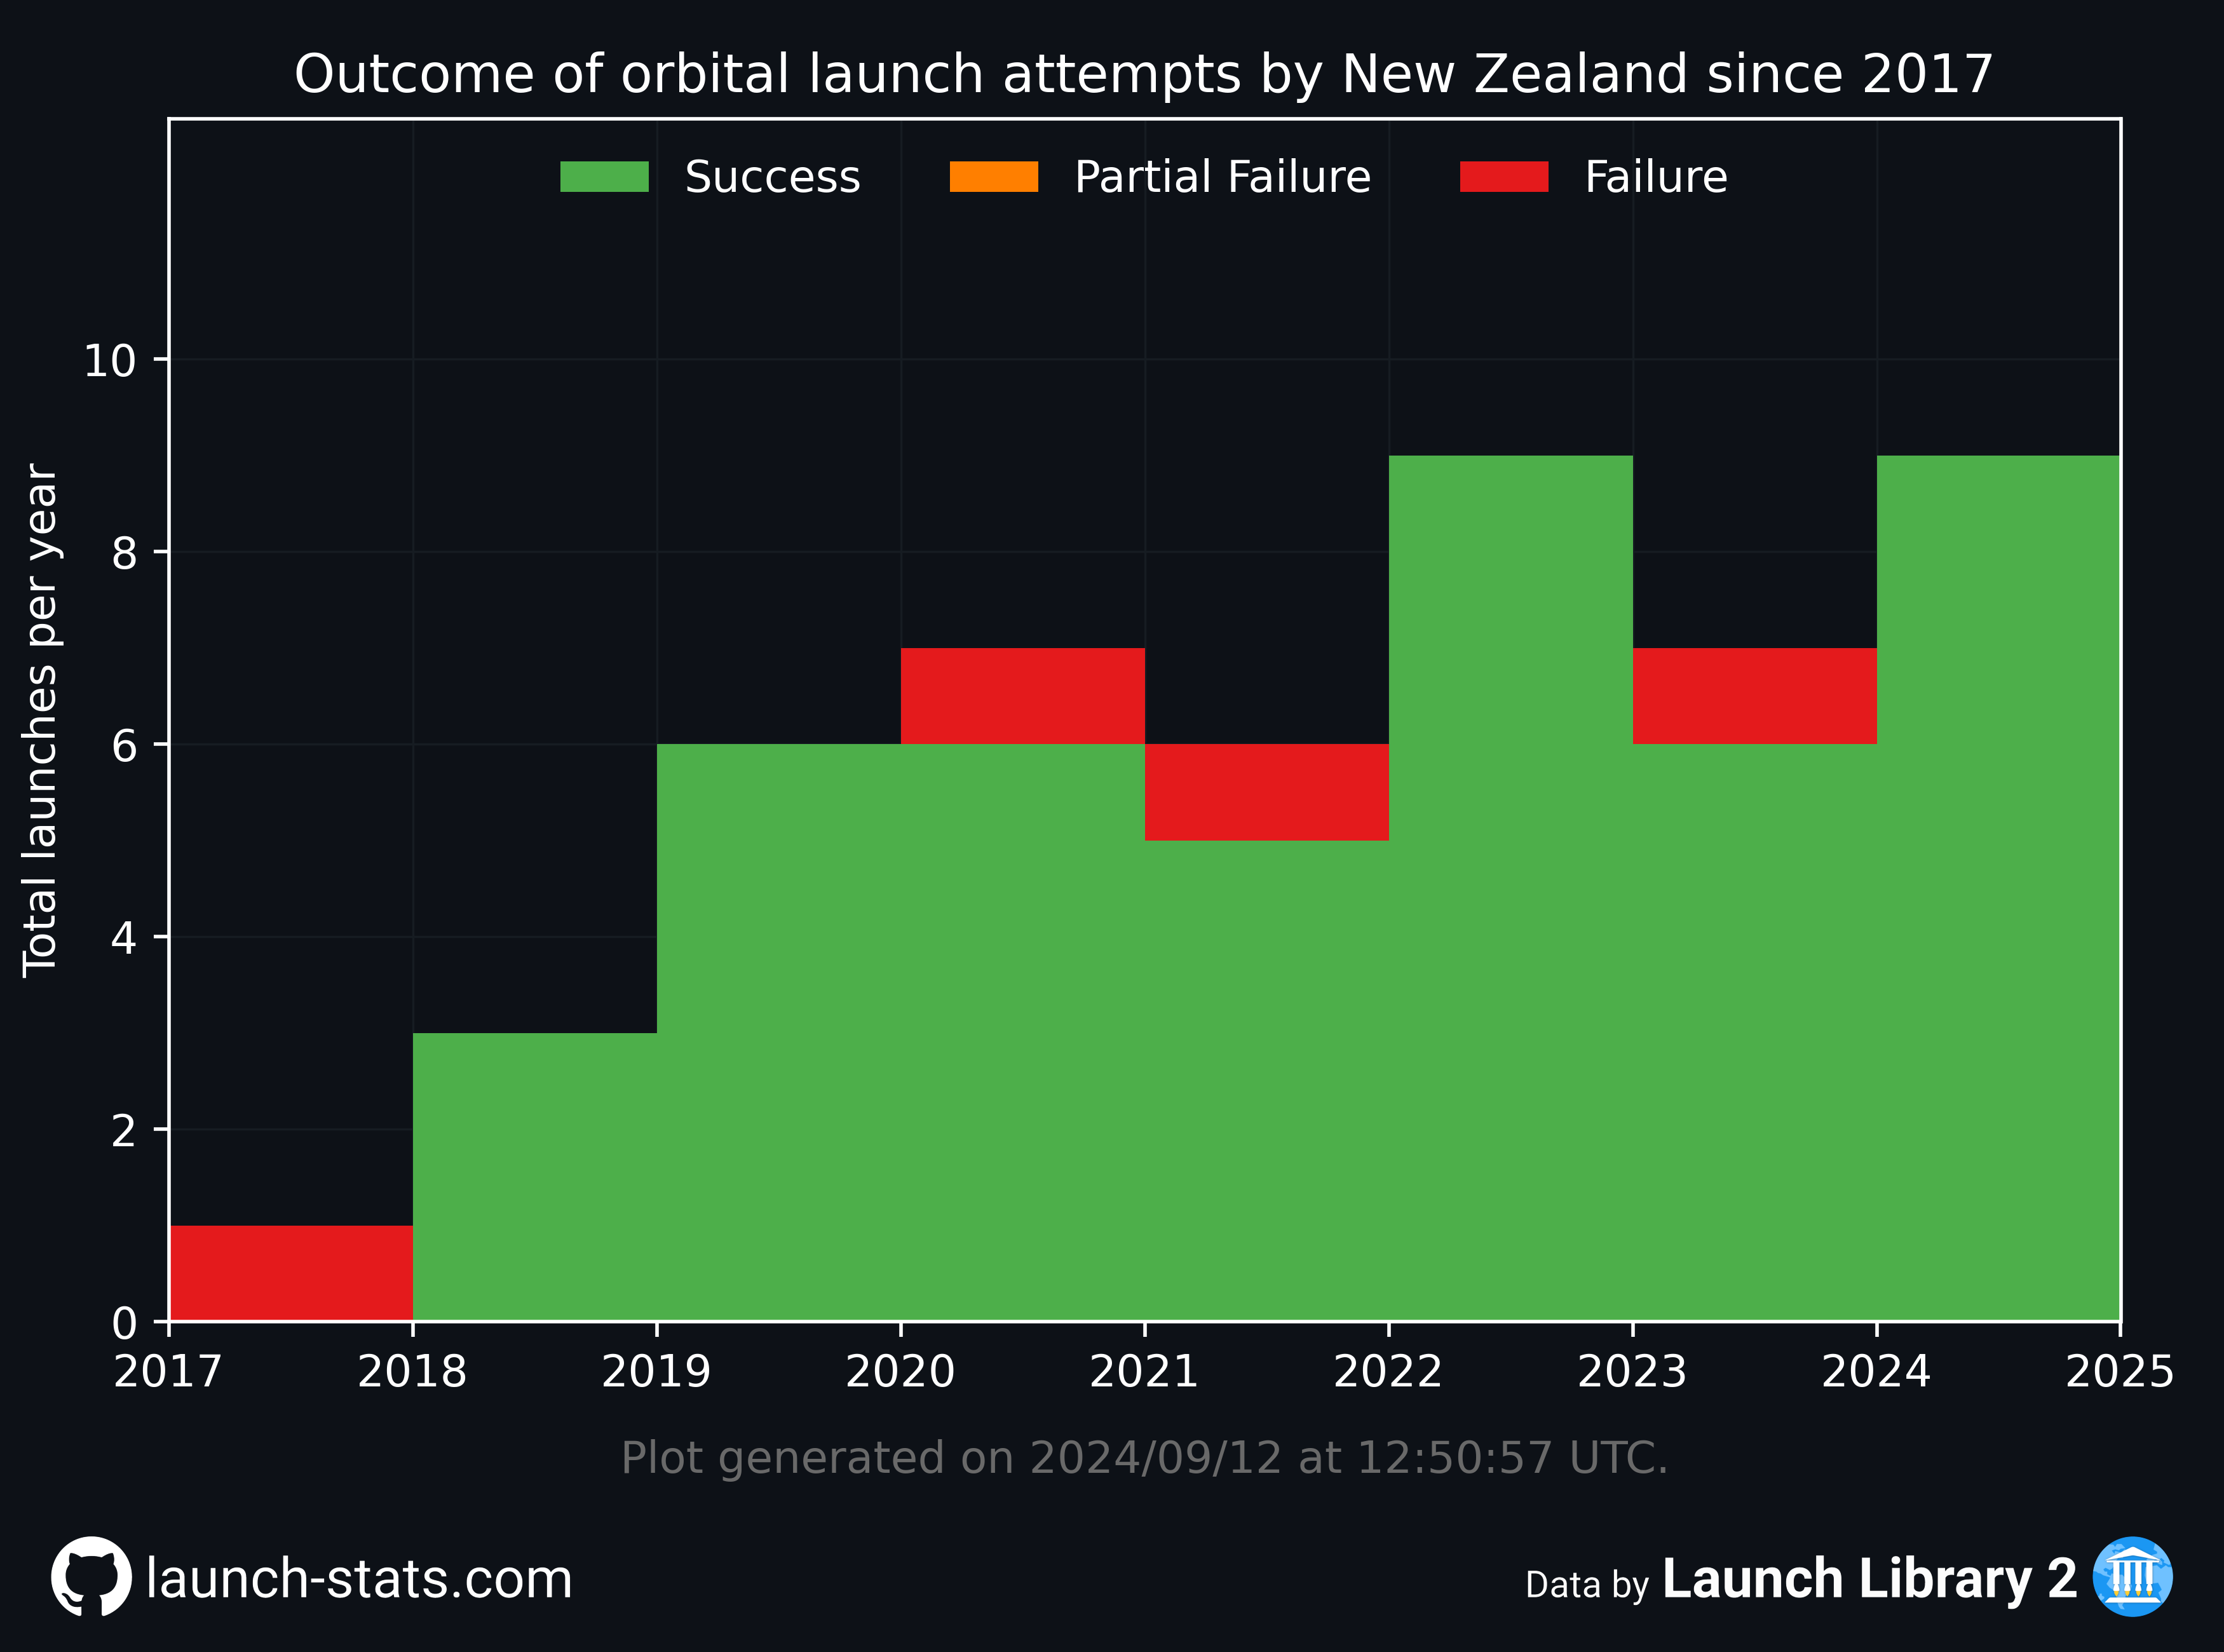 Outcome of orbital launch attempts by New Zealand since 2017
Success Partial Failure Failure
Total launches per year
10
8
6
4
2
0
2017 2018 2019 2020 2021 2022 2023 2024 2025
Plot generated on 2024/09/12 at 12:50:57 UTC.
launch-stats.com
Data by Launch Library 2